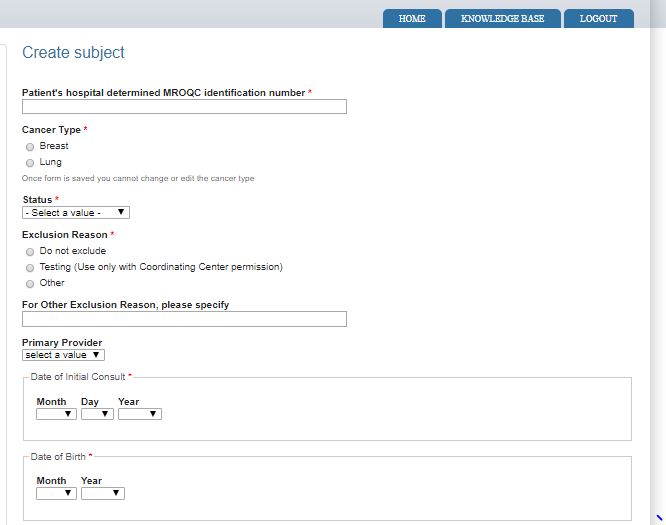 HOME KNOWLEDGE BASE LOGOUT
Create subject
Patient's hospital determined MROQC identification number *
Cancer Type *
Breast
Lung
Once form is saved you cannot change or edit the cancer type
Status *
- Select a value -
Exclusion Reason *
Do not exclude
Testing (Use only with Coordinating Center permission)
Other
For Other Exclusion Reason, please specify
Primary Provider
select a value
Date of Initial Consult *
Month Day Year
Date of Birth *
Month Year